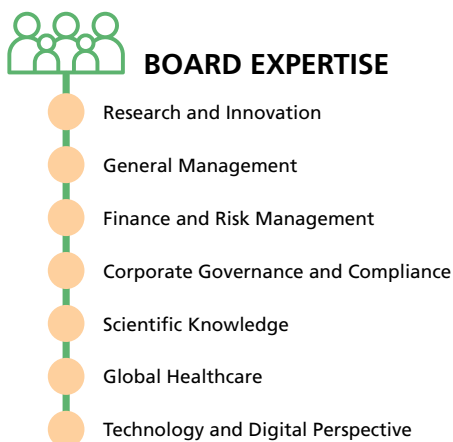 BOARD EXPERTISE
Research and Innovation
General Management
Finance and Risk Management
Corporate Governance and Compliance
Scientific Knowledge
Global Healthcare
Technology and Digital Perspective